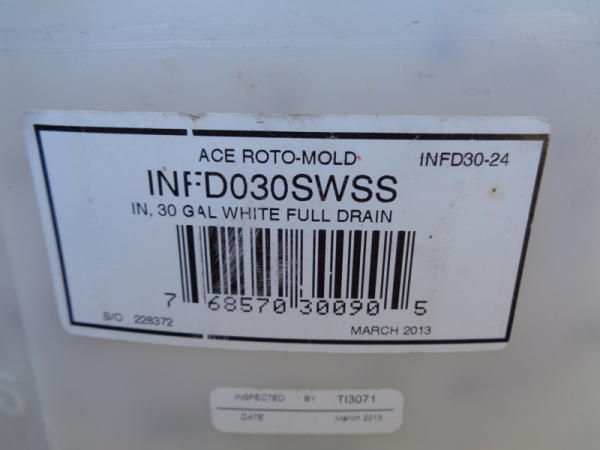 ACE ROTO-MOLD INFD30-24
INFD030SWSS
IN, 30 GAL WHITE FULL DRAIN
7 68570 30090 5
S/O 228372 MARCH 2013
INSPECTED BY TI3071
DATE March 2013